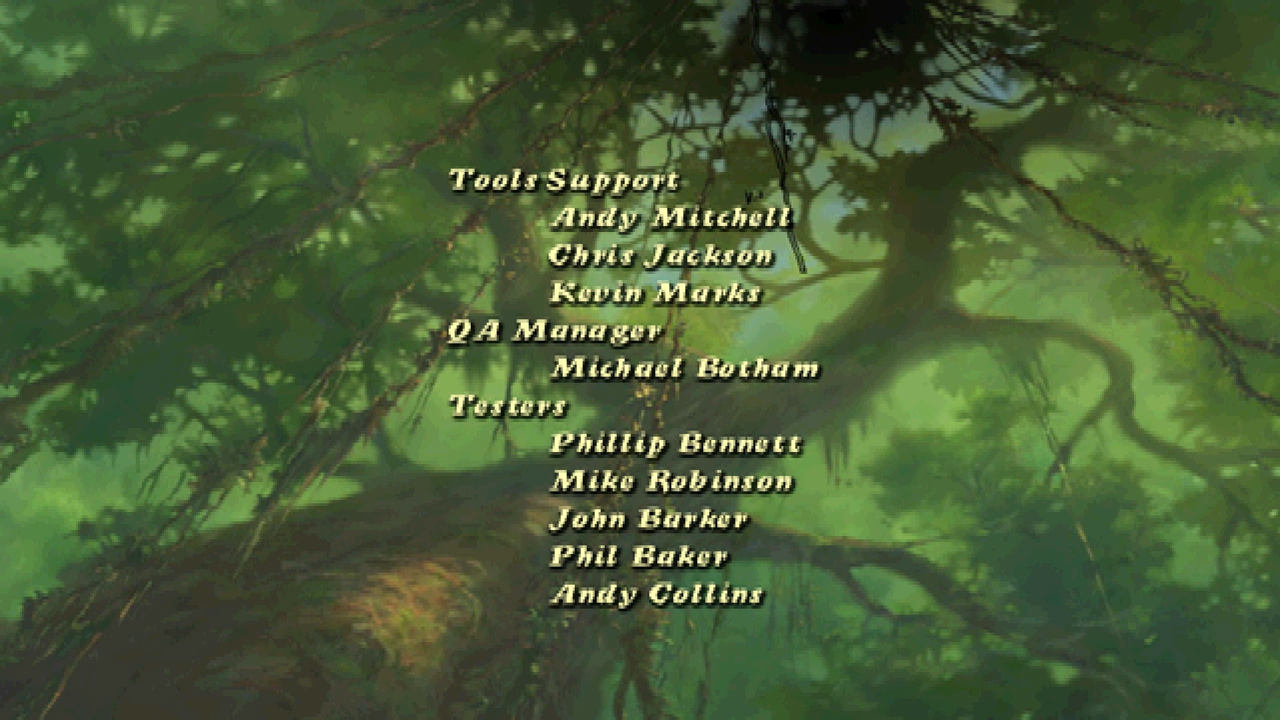 Tools Support
Andy Mitchell
Chris Jackson
Kevin Marks
QA Manager
Michael Botham
Testers
Phillip Bennett
Mike Robinson
John Barker
Phil Baker
Andy Collins